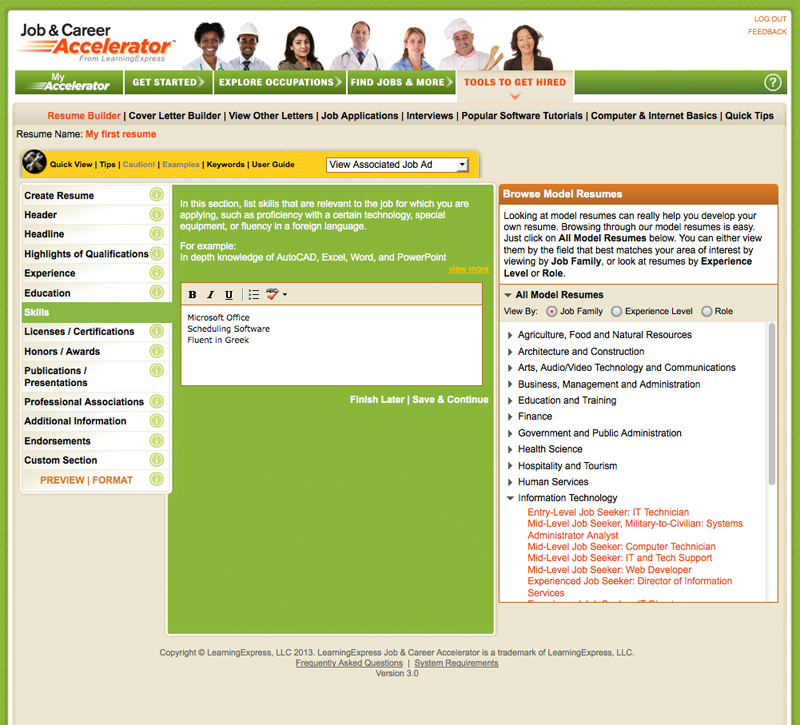 LOG OUT
FEEDBACK
Job & Career
Accelerator™
From LearningExpress
My
Accelerator
GET STARTED
EXPLORE OCCUPATIONS
FIND JOBS & MORE
TOOLS TO GET HIRED
?
Resume Builder | Cover Letter Builder | View Other Letters | Job Applications | Interviews | Popular Software Tutorials | Computer & Internet Basics | Quick Tips
Resume Name: My first resume
Quick View | Tips | Caution! | Examples | Keywords | User Guide
View Associated Job Ad
Create Resume
Header
Headline
Highlights of Qualifications
Experience
Education
Skills
Licenses / Certifications
Honors / Awards
Publications /
Presentations
Professional Associations
Additional Information
Endorsements
Custom Section
PREVIEW | FORMAT
In this section, list skills that are relevant to the job for which you are
applying, such as proficiency with a certain technology, special
equipment, or fluency in a foreign language.
For example:
In depth knowledge of AutoCAD, Excel, Word, and PowerPoint
view more
B I U ABC
Microsoft Office
Scheduling Software
Fluent in Greek
Finish Later | Save & Continue
Browse Model Resumes
Looking at model resumes can really help you develop your
own resume. Browsing through our model resumes is easy.
Just click on All Model Resumes below. You can either view
them by the field that best matches your area of interest by
viewing by Job Family, or look at resumes by Experience
Level or Role.
All Model Resumes
View By: Job Family Experience Level Role
Agriculture, Food and Natural Resources
Architecture and Construction
Arts, Audio/Video Technology and Communications
Business, Management and Administration
Education and Training
Finance
Government and Public Administration
Health Science
Hospitality and Tourism
Human Services
Information Technology
Entry-Level Job Seeker: IT Technician
Mid-Level Job Seeker, Military-to-Civilian: Systems
Administrator Analyst
Mid-Level Job Seeker: Computer Technician
Mid-Level Job Seeker: IT and Tech Support
Mid-Level Job Seeker: Web Developer
Experienced Job Seeker: Director of Information
Services
Copyright © LearningExpress, LLC 2013. LearningExpress Job & Career Accelerator is a trademark of LearningExpress, LLC.
Frequently Asked Questions | System Requirements
Version 3.0